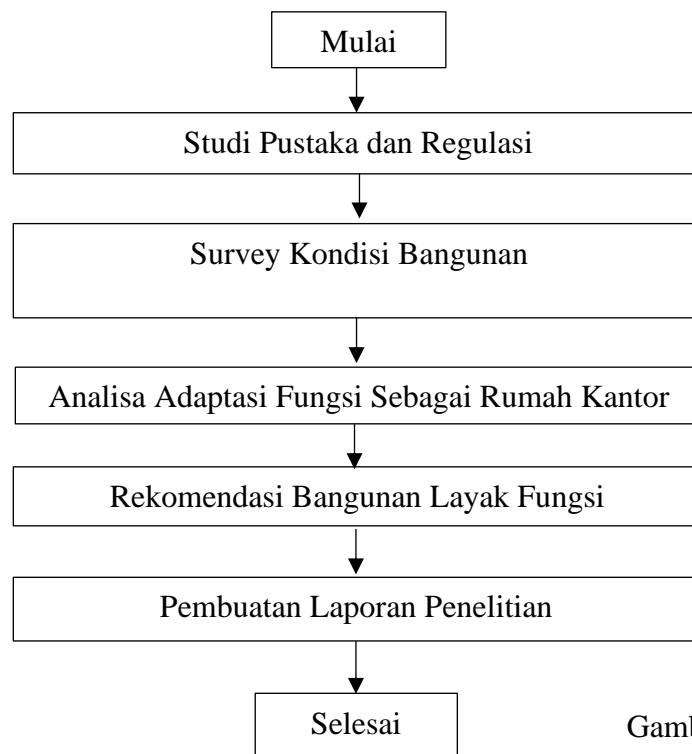 Mulai
Studi Pustaka dan Regulasi
Survey Kondisi Bangunan
Analisa Adaptasi Fungsi Sebagai Rumah Kantor
Rekomendasi Bangunan Layak Fungsi
Pembuatan Laporan Penelitian
Selesai